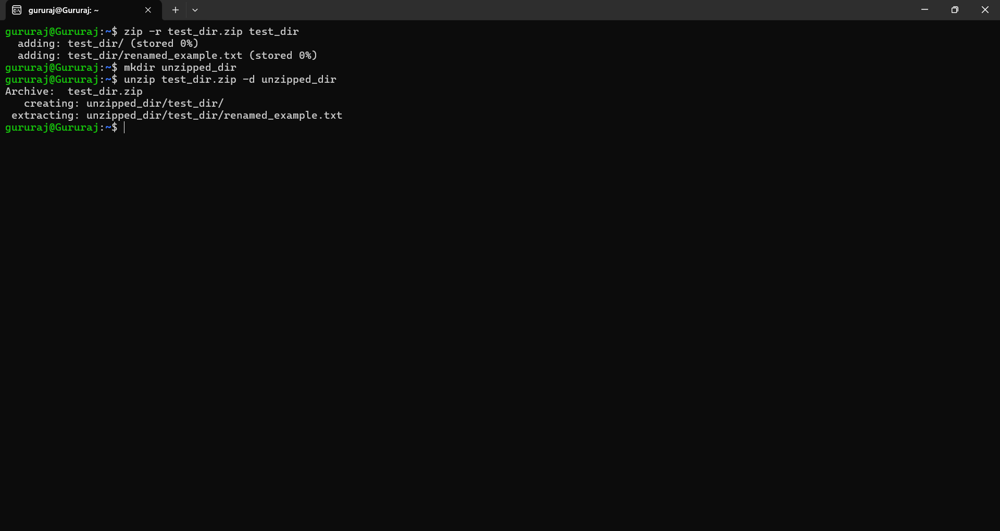 gururaj@Gururaj: ~
gururaj@Gururaj:~$ zip -r test_dir.zip test_dir
  adding: test_dir/ (stored 0%)
  adding: test_dir/renamed_example.txt (stored 0%)
gururaj@Gururaj:~$ mkdir unzipped_dir
gururaj@Gururaj:~$ unzip test_dir.zip -d unzipped_dir
Archive:  test_dir.zip
   creating: unzipped_dir/test_dir/
 extracting: unzipped_dir/test_dir/renamed_example.txt
gururaj@Gururaj:~$